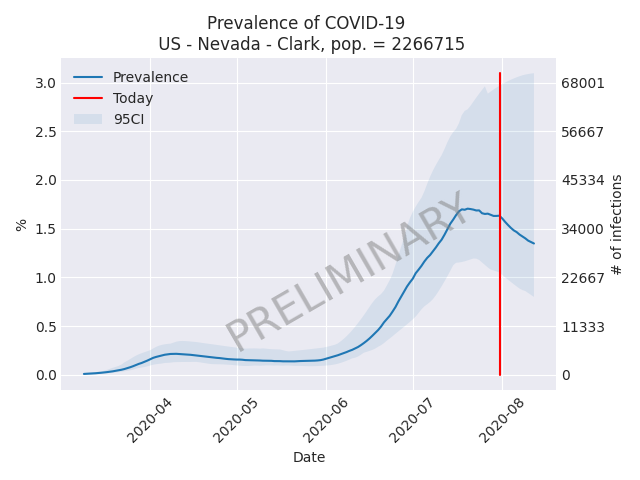 Prevalence of COVID-19
US - Nevada - Clark, pop. = 2266715
Prevalence
Today
95CI
PRELIMINARY
%
3.0
2.5
2.0
1.5
1.0
0.5
0.0
68001
56667
45334
34000
22667
11333
0
# of infections
2020-04
2020-05
2020-06
2020-07
2020-08
Date